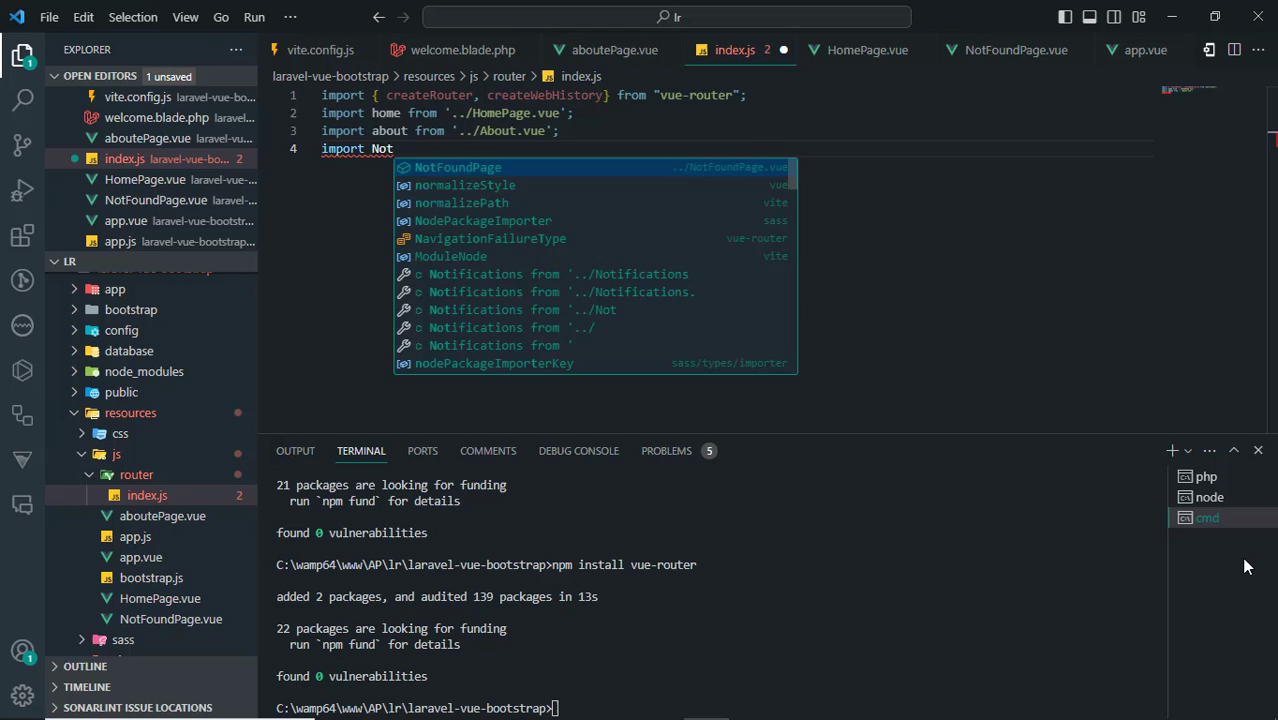 File Edit Selection View Go Run ··· lr
EXPLORER
OPEN EDITORS 1 unsaved
vite.config.js laravel-vue-bo...
welcome.blade.php laravel...
aboutePage.vue laravel-vu...
index.js laravel-vue-bo... 2
HomePage.vue laravel-vue...
NotFoundPage.vue laravel-...
app.vue laravel-vue-bootstr...
app.js laravel-vue-bootstrap...
LR
app
bootstrap
config
database
node_modules
public
resources
css
js
router
index.js 2
aboutePage.vue
app.js
app.vue
bootstrap.js
HomePage.vue
NotFoundPage.vue
sass
OUTLINE
TIMELINE
SONARLINT ISSUE LOCATIONS
1
1
vite.config.js welcome.blade.php aboutePage.vue index.js 2 HomePage.vue NotFoundPage.vue app.vue
laravel-vue-bootstrap > resources > js > router > index.js
1 import { createRouter, createWebHistory} from "vue-router";
2 import home from '../HomePage.vue';
3 import about from '../About.vue';
4 import Not
NotFoundPage ../NotFoundPage.vue
normalizeStyle vue
normalizePath vite
NodePackageImporter sass
NavigationFailureType vue-router
ModuleNode vite
c Notifications from '../Notifications
c Notifications from '../Notifications.
c Notifications from '../Not
c Notifications from '../
c Notifications from '
nodePackageImporterKey sass/types/importer
OUTPUT TERMINAL PORTS COMMENTS DEBUG CONSOLE PROBLEMS 5
21 packages are looking for funding
run `npm fund` for details
found 0 vulnerabilities
C:\wamp64\www\AP\lr\laravel-vue-bootstrap>npm install vue-router
added 2 packages, and audited 139 packages in 13s
22 packages are looking for funding
run `npm fund` for details
found 0 vulnerabilities
C:\wamp64\www\AP\lr\laravel-vue-bootstrap>
php
node
cmd